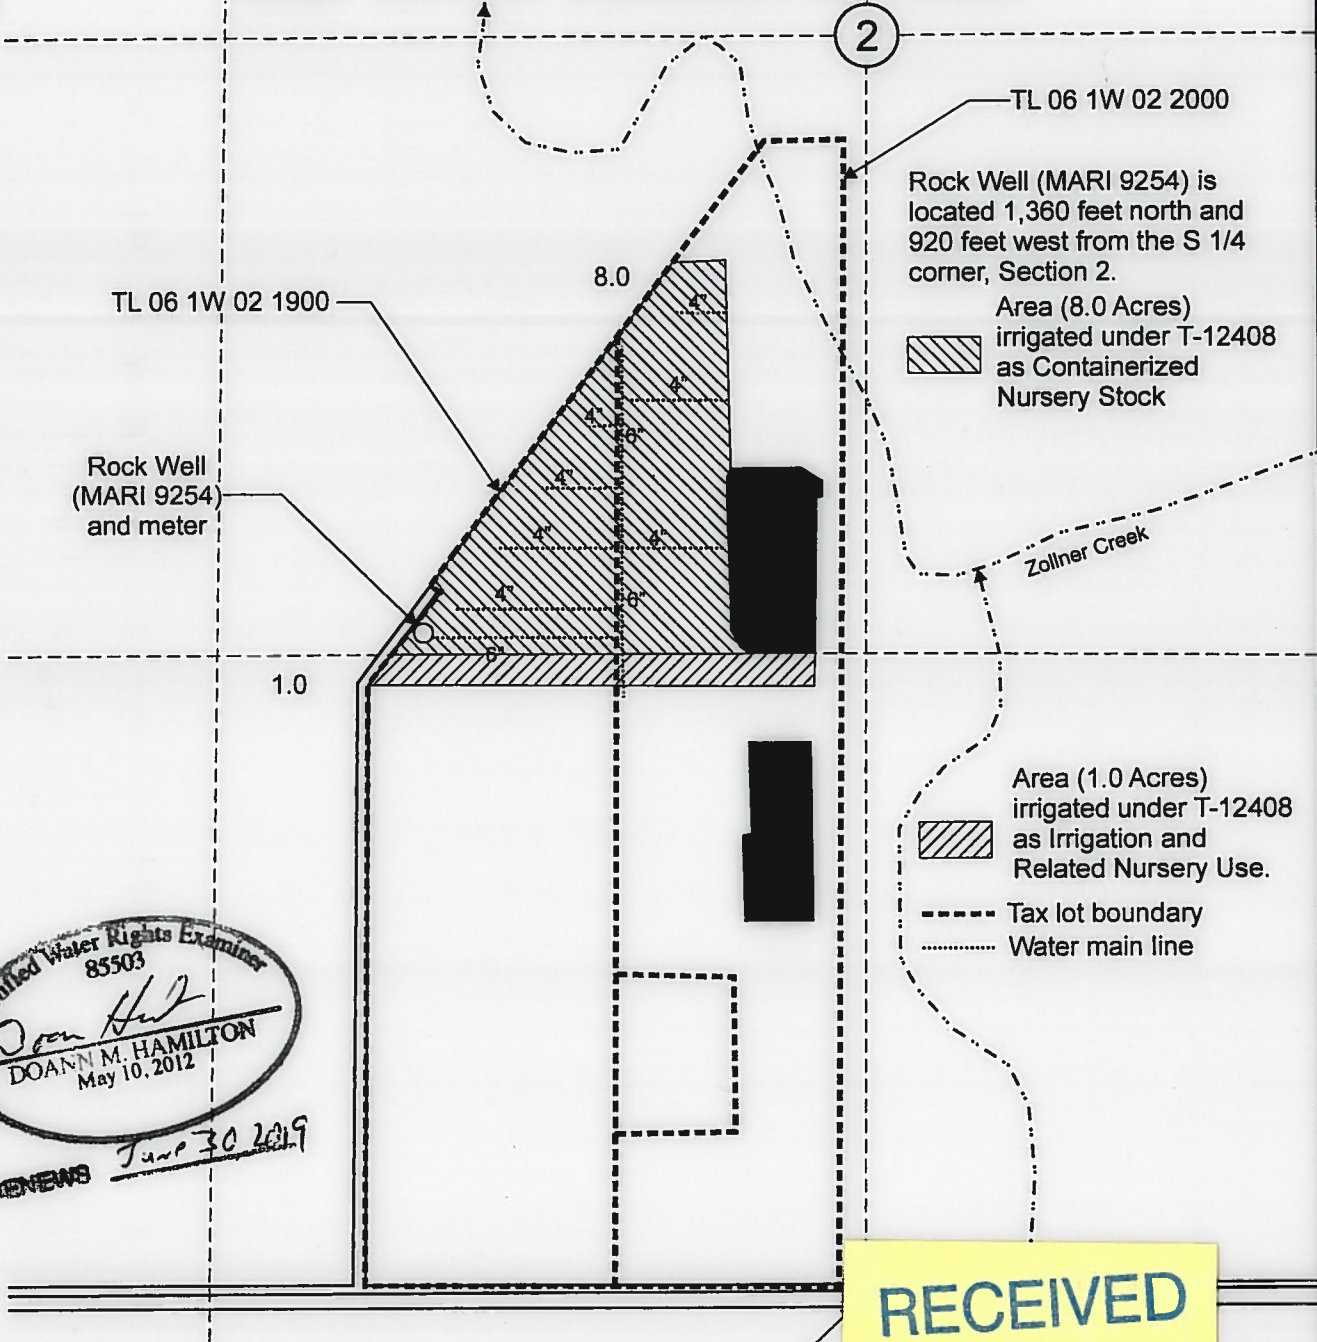 2
TL 06 1W 02 2000
Rock Well (MARI 9254) is
located 1,360 feet north and
920 feet west from the S 1/4
corner, Section 2.
8.0
4"
TL 06 1W 02 1900
Area (8.0 Acres)
irrigated under T-12408
as Containerized
Nursery Stock
4"
4"
6"
Rock Well
(MARI 9254)
and meter
4"
4"
4"
Zollner Creek
4"
6"
6"
1.0
Area (1.0 Acres)
irrigated under T-12408
as Irrigation and
Related Nursery Use.
Tax lot boundary
Water main line
Water Rights Examiner
85503
DOANN M. HAMILTON
May 10, 2012
June 30 2019
RECEIVED